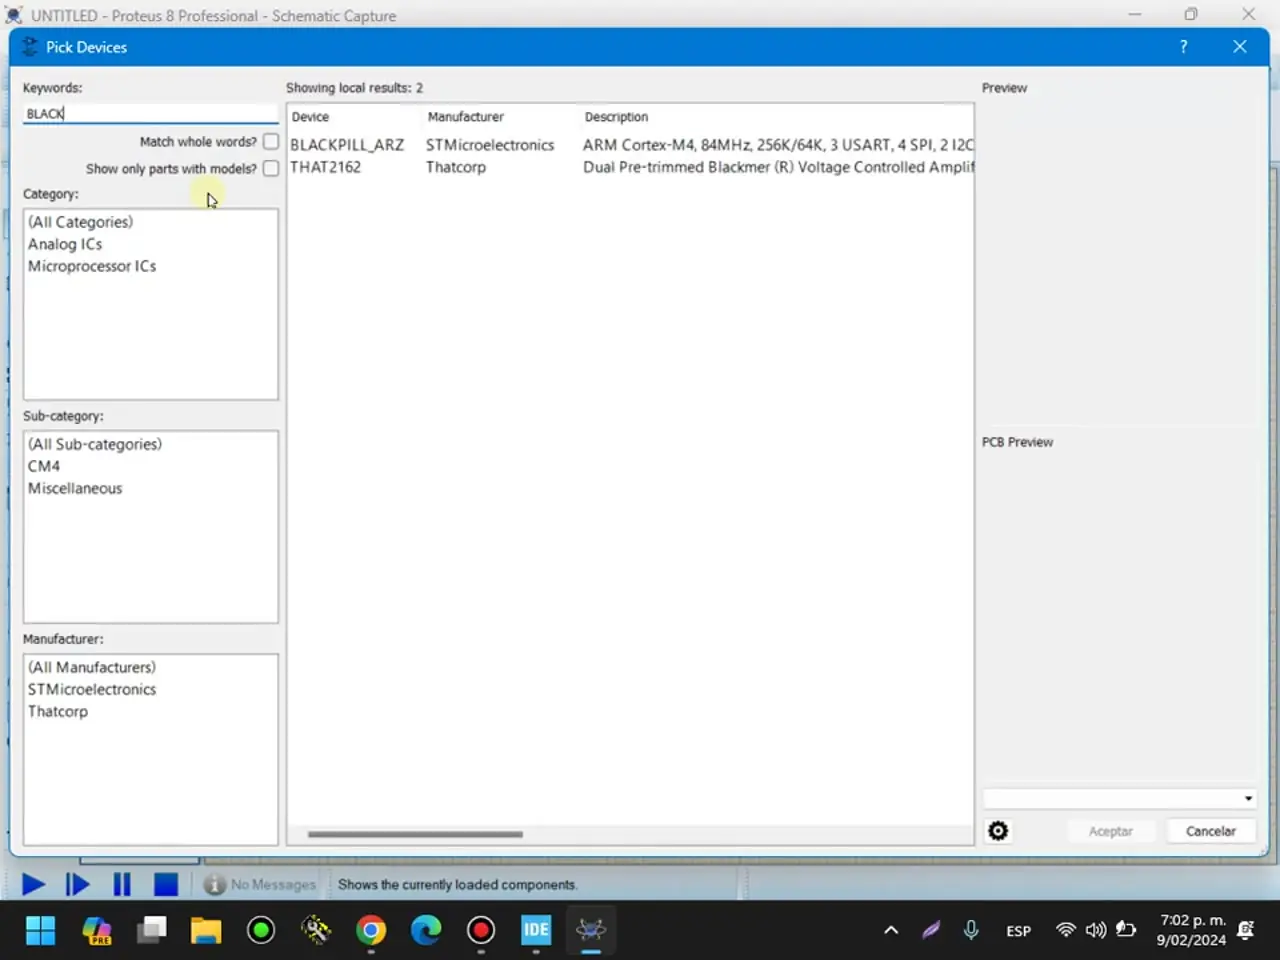 UNTITLED - Proteus 8 Professional - Schematic Capture
Pick Devices
?
Keywords:
BLACK
Match whole words?
Show only parts with models?
Category:
(All Categories)
Analog ICs
Microprocessor ICs
Sub-category:
(All Sub-categories)
CM4
Miscellaneous
Manufacturer:
(All Manufacturers)
STMicroelectronics
Thatcorp
Showing local results: 2
Device Manufacturer Description
BLACKPILL_ARZ STMicroelectronics ARM Cortex-M4, 84MHz, 256K/64K, 3 USART, 4 SPI, 2 I2C
THAT2162 Thatcorp Dual Pre-trimmed Blackmer (R) Voltage Controlled Amplif
Preview
PCB Preview
Aceptar
Cancelar
No Messages
Shows the currently loaded components.
PRE
IDE
ESP
7:02 p. m.
9/02/2024